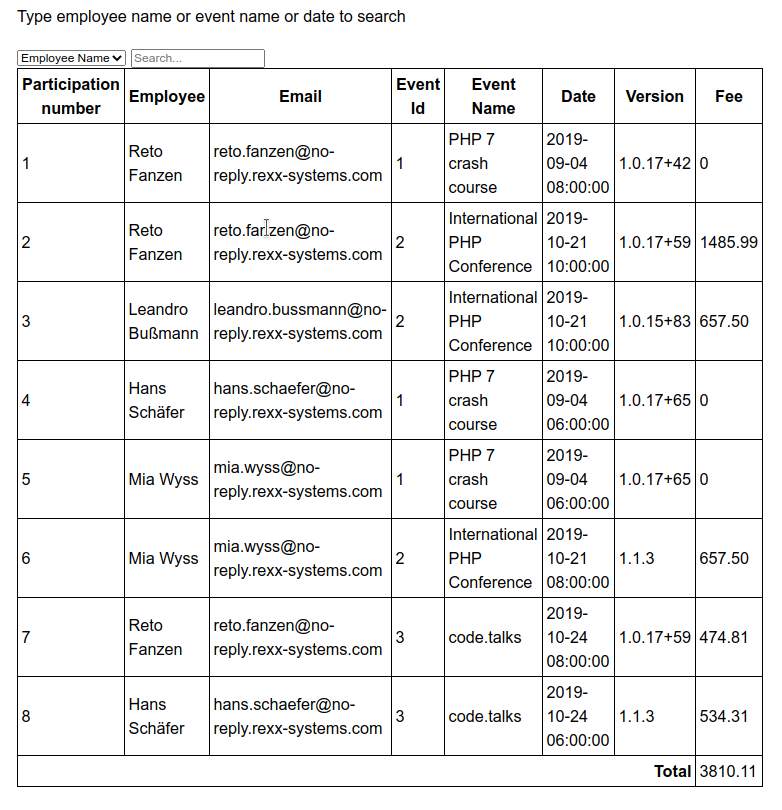 Type employee name or event name or date to search
Employee Name Search...
Participation number Employee Email Event Id Event Name Date Version Fee
1 Reto Fanzen reto.fanzen@no-reply.rexx-systems.com 1 PHP 7 crash course 2019-09-04 08:00:00 1.0.17+42 0
2 Reto Fanzen reto.fanzen@no-reply.rexx-systems.com 2 International PHP Conference 2019-10-21 10:00:00 1.0.17+59 1485.99
3 Leandro Bußmann leandro.bussmann@no-reply.rexx-systems.com 2 International PHP Conference 2019-10-21 10:00:00 1.0.15+83 657.50
4 Hans Schäfer hans.schaefer@no-reply.rexx-systems.com 1 PHP 7 crash course 2019-09-04 06:00:00 1.0.17+65 0
5 Mia Wyss mia.wyss@no-reply.rexx-systems.com 1 PHP 7 crash course 2019-09-04 06:00:00 1.0.17+65 0
6 Mia Wyss mia.wyss@no-reply.rexx-systems.com 2 International PHP Conference 2019-10-21 08:00:00 1.1.3 657.50
7 Reto Fanzen reto.fanzen@no-reply.rexx-systems.com 3 code.talks 2019-10-24 08:00:00 1.0.17+59 474.81
8 Hans Schäfer hans.schaefer@no-reply.rexx-systems.com 3 code.talks 2019-10-24 06:00:00 1.1.3 534.31
Total 3810.11